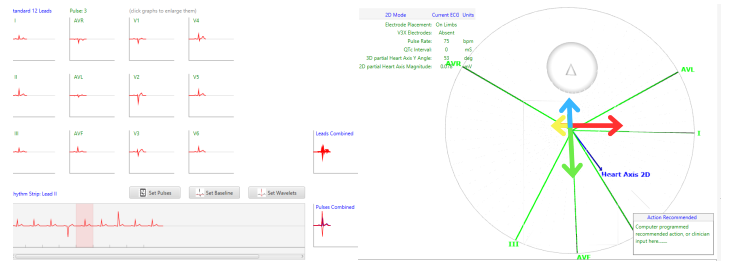 tandard 12 Leads Pulse: 3 (click graphs to enlarge them)
I AVR V1 V4
II AVL V2 V5
III AVF V3 V6
Leads Combined
hythm Strip: Lead II Set Pulses Set Baseline Set Wavelets
Pulses Combined
2D Mode Current ECG Units
Electrode Placement: On Limbs
V3X Electrodes: Absent
Pulse Rate: 75 bpm
QTc Interval: 0 mS
3D partial Heart Axis Y Angle: 53 deg
2D partial Heart Axis Magnitude: 0.075 mV
AVR
AVL
I
Heart Axis 2D
III
AVF
Action Recommended
Computer programmed
recommended action, or clinician
input here......